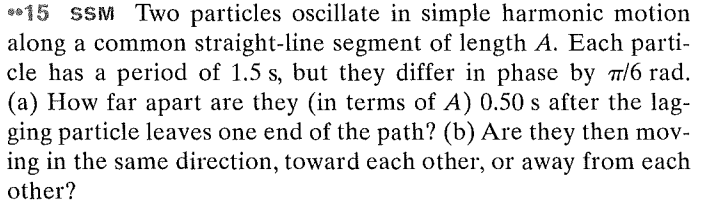 ••15 SSM Two particles oscillate in simple harmonic motion
along a common straight-line segment of length A. Each parti-
cle has a period of 1.5 s, but they differ in phase by π/6 rad.
(a) How far apart are they (in terms of A) 0.50 s after the lag-
ging particle leaves one end of the path? (b) Are they then mov-
ing in the same direction, toward each other, or away from each
other?